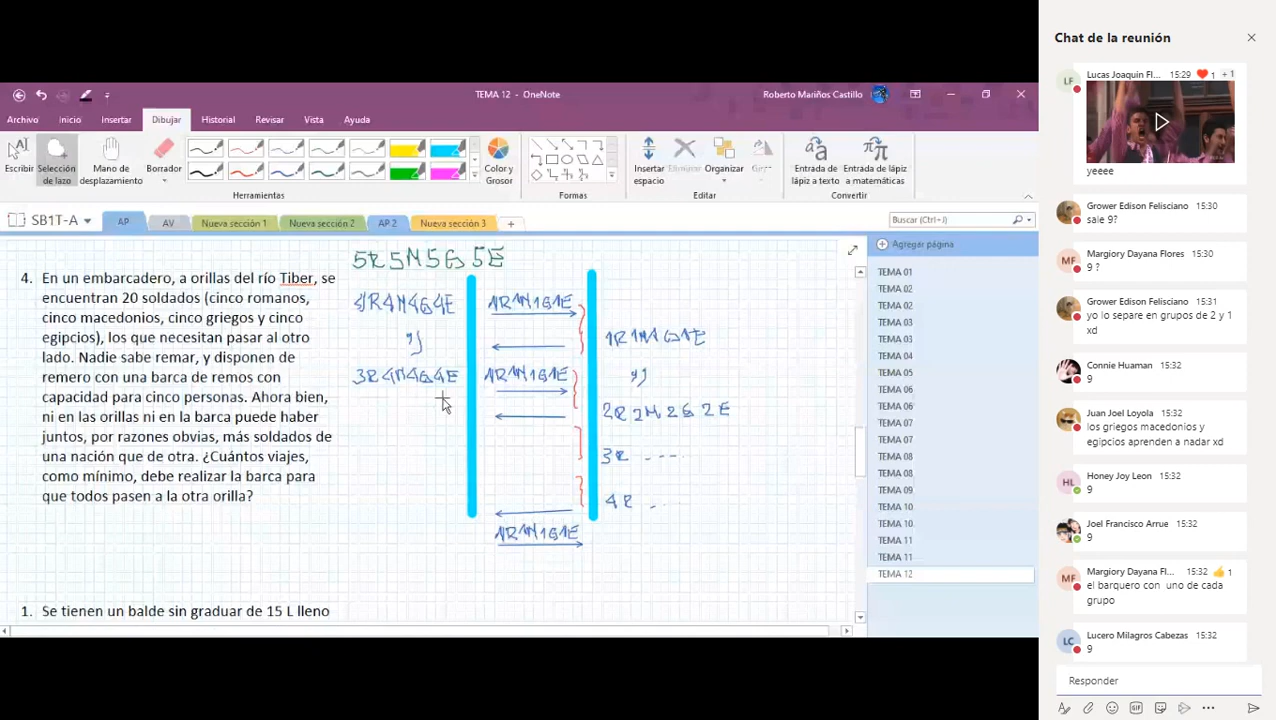 TEMA 12 - OneNote
Roberto Mariños Castillo
Archivo Inicio Insertar Dibujar Historial Revisar Vista Ayuda
Escribir
Selección de lazo
Mano de desplazamiento
Borrador
Color y Grosor
Insertar espacio
Eliminar
Organizar
Entrada de lápiz a texto
Entrada de lápiz a matemáticas
Herramientas
Formas
Editar
Convertir
SB1T-A
AP AV Nueva sección 1 Nueva sección 2 AP 2 Nueva sección 3
Buscar (Ctrl+J)
Agregar página
TEMA 01
TEMA 02
TEMA 02
TEMA 03
TEMA 04
TEMA 05
TEMA 06
TEMA 06
TEMA 07
TEMA 07
TEMA 08
TEMA 08
TEMA 09
TEMA 10
TEMA 10
TEMA 11
TEMA 11
TEMA 12
4. En un embarcadero, a orillas del río Tiber, se
encuentran 20 soldados (cinco romanos,
cinco macedonios, cinco griegos y cinco
egipcios), los que necesitan pasar al otro
lado. Nadie sabe remar, y disponen de
remero con una barca de remos con
capacidad para cinco personas. Ahora bien,
ni en las orillas ni en la barca puede haber
juntos, por razones obvias, más soldados de
una nación que de otra. ¿Cuántos viajes,
como mínimo, debe realizar la barca para
que todos pasen a la otra orilla?
5R5M5G5E
4R4M4G4E
1R1M1G1E
1R1M1G1E
3R4M4G4E
1R1M1G1E
2R2M2G2E
3R ----
4R --
1R1M1G1E
1. Se tienen un balde sin graduar de 15 L lleno
Chat de la reunión
LF
Lucas Joaquin Fl... 15:29 1 + 1
yeeee
Grower Edison Feliciano 15:30
sale 9?
MF
Margiory Dayana Flores 15:30
9 ?
Grower Edison Feliciano 15:31
yo lo separe en grupos de 2 y 1
xd
Connie Huaman 15:32
9
Juan Joel Loyola 15:32
los griegos macedonios y
egipcios aprenden a nadar xd
HL
Honey Joy Leon 15:32
9
Joel Francisco Arrue 15:32
9
MF
Margiory Dayana Fl... 15:32 1
el barquero con uno de cada
grupo
LC
Lucero Milagros Cabezas 15:32
9
Responder
GIF